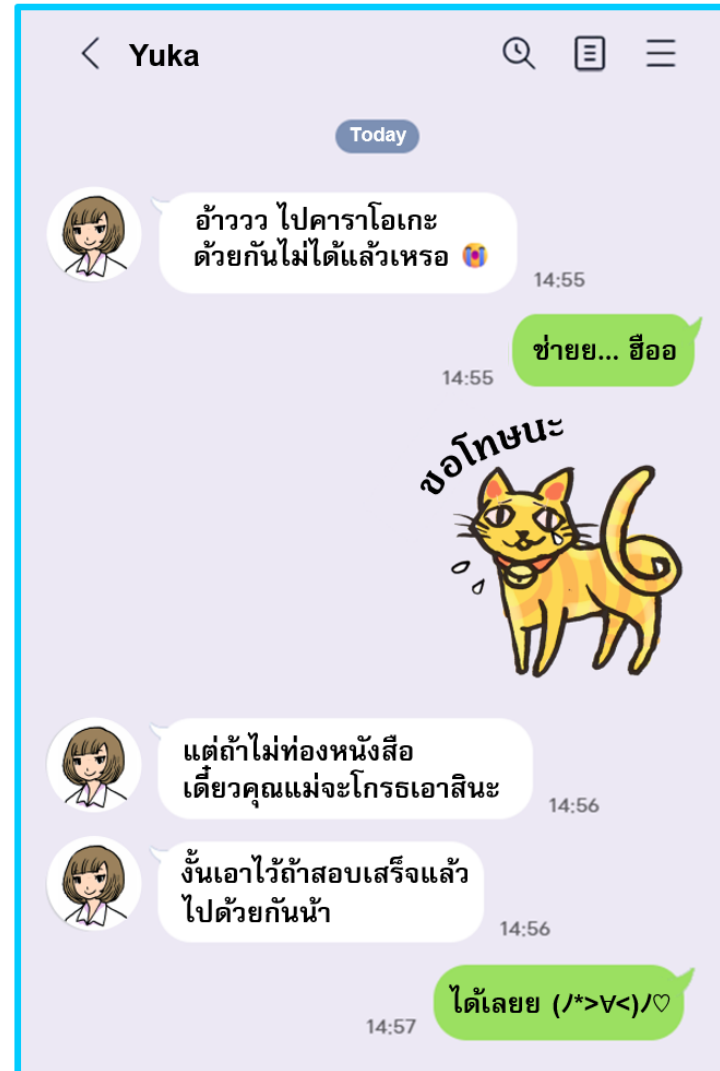 Yuka
Today
อ้าววว ไปคาราโอเกะ
ด้วยกันไม่ได้แล้วเหรอ 😭
14:55
ช่ายย... ฮืออ
14:55
ขอโทษนะ
แต่ถ้าไม่ท่องหนังสือ
เดี๋ยวคุณแม่จะโกรธเอาสินะ
14:56
งั้นเอาไว้ถ้าสอบเสร็จแล้ว
ไปด้วยกันน้า
14:56
ได้เลยย (ﾉ*>∀<)ﾉ♡
14:57